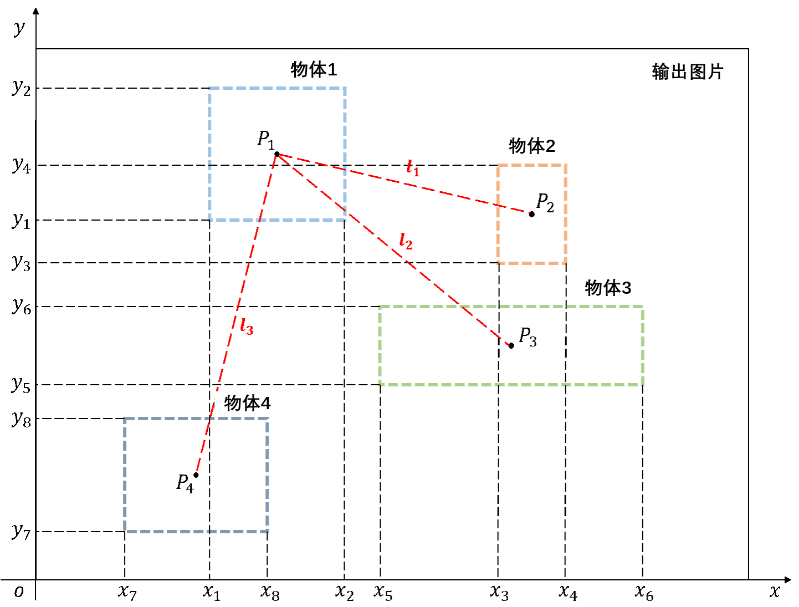 y
物体1
输出图片
y₂
P₁
物体2
y₄
l₁
P₂
y₁
l₂
y₃
物体3
y₆
l₃
P₃
y₅
物体4
y₈
P₄
y₇
o
x₇
x₁
x₈
x₂
x₅
x₃
x₄
x₆
x